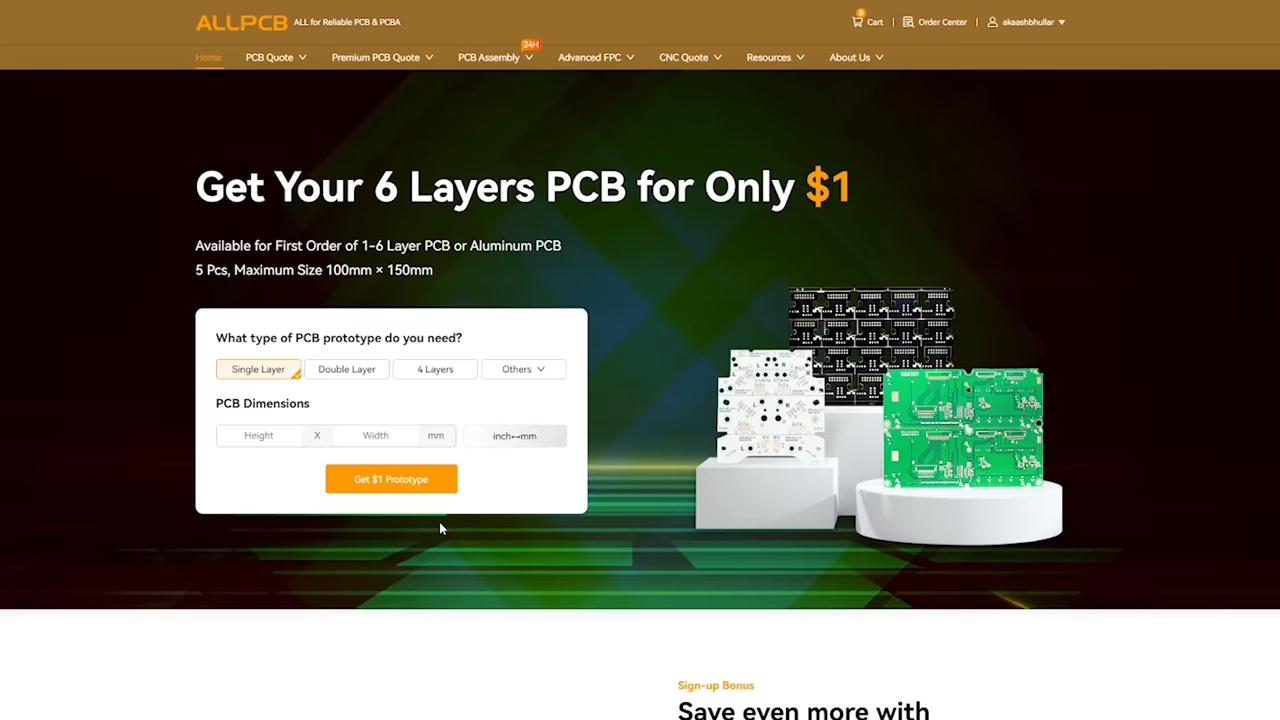 ALLPCB ALL for Reliable PCB & PCBA
0
Cart
Order Center
akaashbhullar
24H
Home PCB Quote Premium PCB Quote PCB Assembly Advanced FPC CNC Quote Resources About Us
Get Your 6 Layers PCB for Only $1
Available for First Order of 1-6 Layer PCB or Aluminum PCB
5 Pcs, Maximum Size 100mm × 150mm
What type of PCB prototype do you need?
Single Layer Double Layer 4 Layers Others
PCB Dimensions
Height X Width mm inch↔mm
Get $1 Prototype
Sign-up Bonus
Save even more with